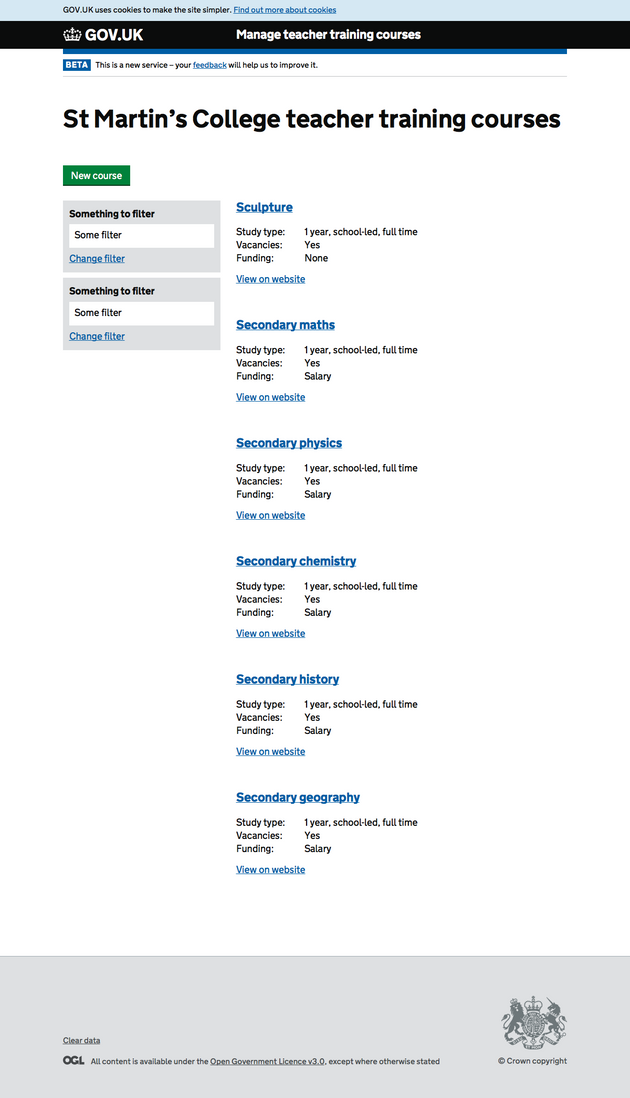 GOV.UK uses cookies to make the site simpler. Find out more about cookies
GOV.UK
Manage teacher training courses
BETA This is a new service – your feedback will help us to improve it.
St Martin’s College teacher training courses
New course
Something to filter
Some filter
Change filter
Something to filter
Some filter
Change filter
Sculpture
Study type: 1 year, school-led, full time
Vacancies: Yes
Funding: None
View on website
Secondary maths
Study type: 1 year, school-led, full time
Vacancies: Yes
Funding: Salary
View on website
Secondary physics
Study type: 1 year, school-led, full time
Vacancies: Yes
Funding: Salary
View on website
Secondary chemistry
Study type: 1 year, school-led, full time
Vacancies: Yes
Funding: Salary
View on website
Secondary history
Study type: 1 year, school-led, full time
Vacancies: Yes
Funding: Salary
View on website
Secondary geography
Study type: 1 year, school-led, full time
Vacancies: Yes
Funding: Salary
View on website
Clear data
OGL All content is available under the Open Government Licence v3.0, except where otherwise stated
© Crown copyright